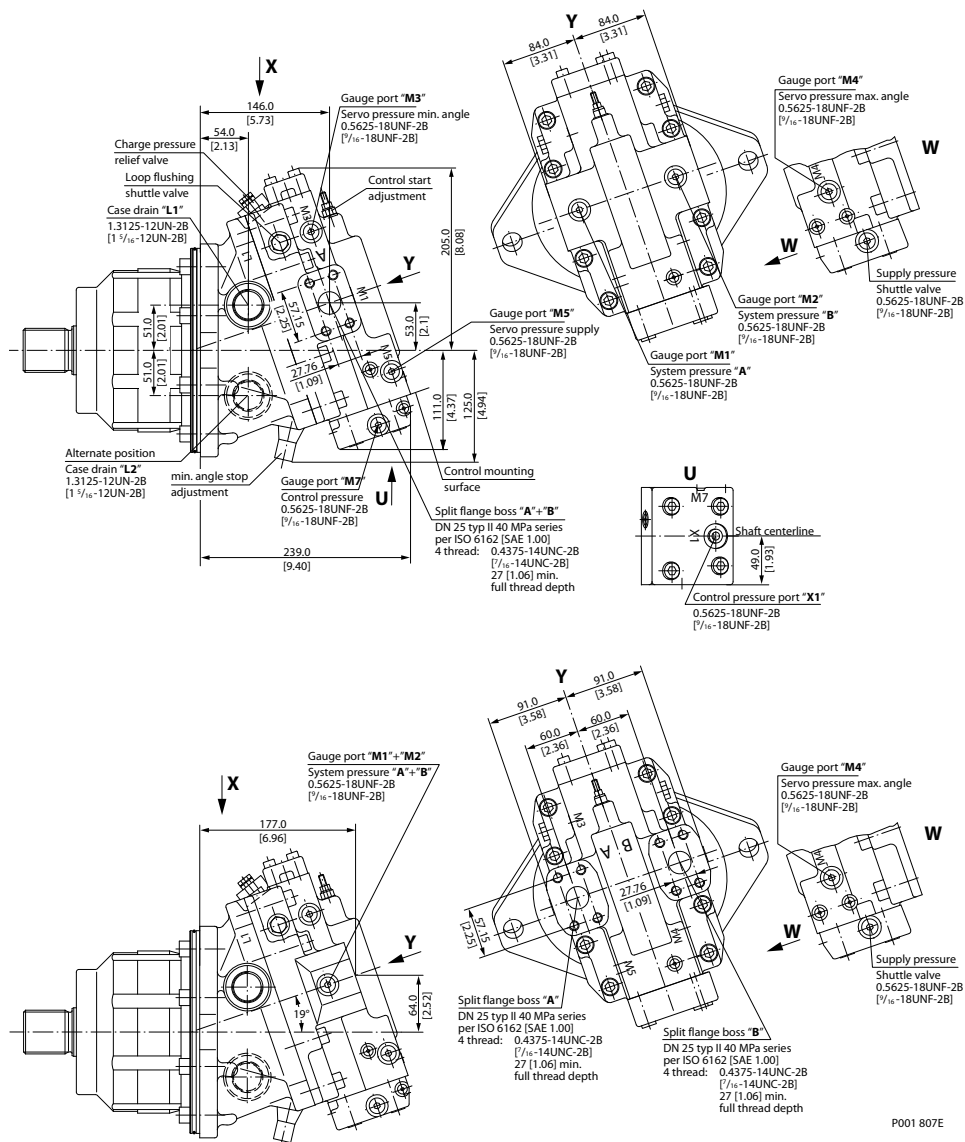 X
146.0
[5.73]
54.0
[2.13]
Charge pressure
relief valve
Loop flushing
shuttle valve
Case drain "L1"
1.3125-12UN-2B
[1 5/16-12UN-2B]
Gauge port "M3"
Servo pressure min. angle
0.5625-18UNF-2B
[9/16-18UNF-2B]
Control start
adjustment
205.0
[8.08]
Y
M3
A
L1
M1
M5
57.15
[2.25]
27.76
[1.09]
53.0
[2.1]
51.0
[2.01]
51.0
[2.01]
111.0
[4.37]
125.0
[4.94]
Gauge port "M5"
Servo pressure supply
0.5625-18UNF-2B
[9/16-18UNF-2B]
Alternate position
Case drain "L2"
1.3125-12UN-2B
[1 5/16-12UN-2B]
min. angle stop
adjustment
Gauge port "M7"
Control pressure
0.5625-18UNF-2B
[9/16-18UNF-2B]
U
Control mounting
surface
Split flange boss "A"+"B"
DN 25 typ II 40 MPa series
per ISO 6162 [SAE 1.00]
4 thread: 0.4375-14UNC-2B
[7/16-14UNC-2B]
27 [1.06] min.
full thread depth
239.0
[9.40]
Y
84.0
[3.31]
84.0
[3.31]
Gauge port "M2"
System pressure "B"
0.5625-18UNF-2B
[9/16-18UNF-2B]
Gauge port "M1"
System pressure "A"
0.5625-18UNF-2B
[9/16-18UNF-2B]
Gauge port "M4"
Servo pressure max. angle
0.5625-18UNF-2B
[9/16-18UNF-2B]
W
M4
W
Supply pressure
Shuttle valve
0.5625-18UNF-2B
[9/16-18UNF-2B]
U
M7
X1
Shaft centerline
49.0
[1.93]
Control pressure port "X1"
0.5625-18UNF-2B
[9/16-18UNF-2B]
X
177.0
[6.96]
Gauge port "M1"+"M2"
System pressure "A"+"B"
0.5625-18UNF-2B
[9/16-18UNF-2B]
L1
Y
19°
64.0
[2.52]
Y
91.0
[3.58]
91.0
[3.58]
60.0
[2.36]
60.0
[2.36]
M3
B
A
27.76
[1.09]
57.15
[2.25]
M4
M5
Split flange boss "A"
DN 25 typ II 40 MPa series
per ISO 6162 [SAE 1.00]
4 thread: 0.4375-14UNC-2B
[7/16-14UNC-2B]
27 [1.06] min.
full thread depth
Split flange boss "B"
DN 25 typ II 40 MPa series
per ISO 6162 [SAE 1.00]
4 thread: 0.4375-14UNC-2B
[7/16-14UNC-2B]
27 [1.06] min.
full thread depth
Gauge port "M4"
Servo pressure max. angle
0.5625-18UNF-2B
[9/16-18UNF-2B]
W
M4
W
Supply pressure
Shuttle valve
0.5625-18UNF-2B
[9/16-18UNF-2B]
P001 807E